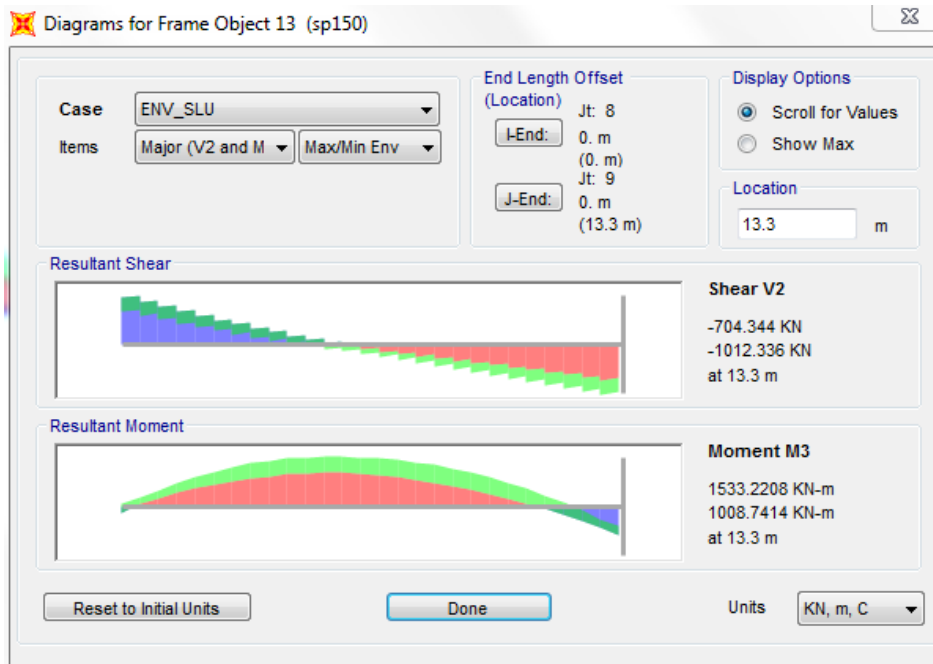 Diagrams for Frame Object 13 (sp150)
Case
ENV_SLU
Items
Major (V2 and M
Max/Min Env
End Length Offset
(Location)
I-End:
Jt: 8
0. m
(0. m)
J-End:
Jt: 9
0. m
(13.3 m)
Display Options
Scroll for Values
Show Max
Location
13.3
m
Resultant Shear
Shear V2
-704.344 KN
-1012.336 KN
at 13.3 m
Resultant Moment
Moment M3
1533.2208 KN-m
1008.7414 KN-m
at 13.3 m
Reset to Initial Units
Done
Units
KN, m, C